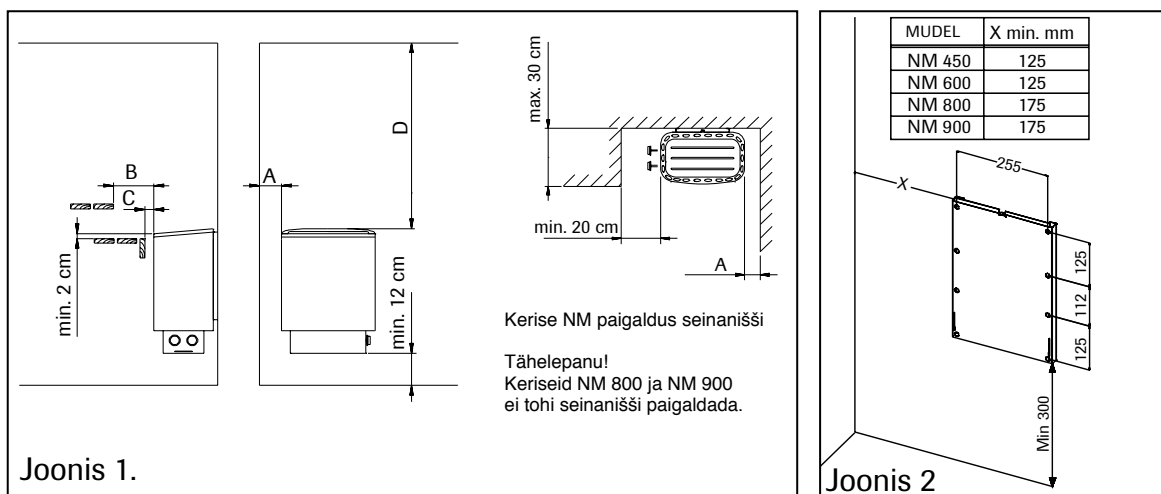 B
C
min. 2 cm
A
D
min. 12 cm
max. 30 cm
min. 20 cm
A
Kerise NM paigaldus seinanišši
Tähelepanu!
Keriseid NM 800 ja NM 900
ei tohi seinanišši paigaldada.
Joonis 1.
MUDEL X min. mm
NM 450 125
NM 600 125
NM 800 175
NM 900 175
255
X
125
112
125
Min 300
Joonis 2